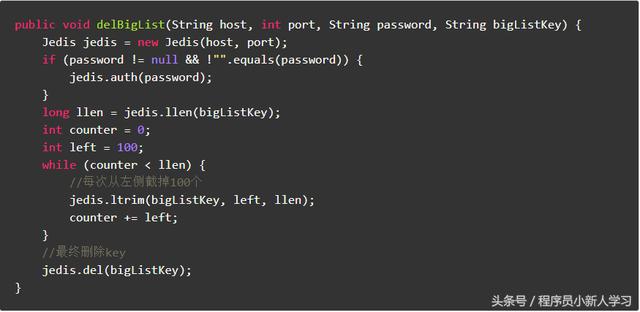 public void delBigList(String host, int port, String password, String bigListKey) {
    Jedis jedis = new Jedis(host, port);
    if (password != null && !"".equals(password)) {
        jedis.auth(password);
    }
    long llen = jedis.llen(bigListKey);
    int counter = 0;
    int left = 100;
    while (counter < llen) {
        //每次从左侧截掉100个
        jedis.ltrim(bigListKey, left, llen);
        counter += left;
    }
    //最终删除key
    jedis.del(bigListKey);
}
头条号 / 程序员小新人学习